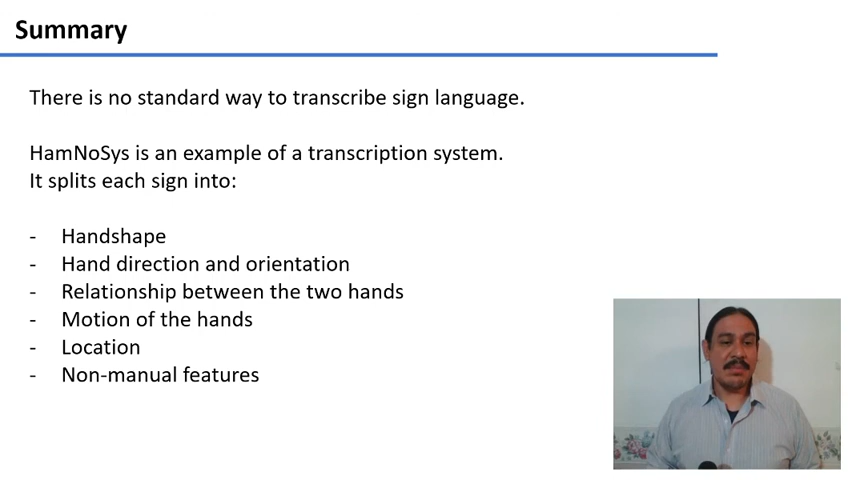 Summary
There is no standard way to transcribe sign language.
HamNoSys is an example of a transcription system.
It splits each sign into:
- Handshape
- Hand direction and orientation
- Relationship between the two hands
- Motion of the hands
- Location
- Non-manual features